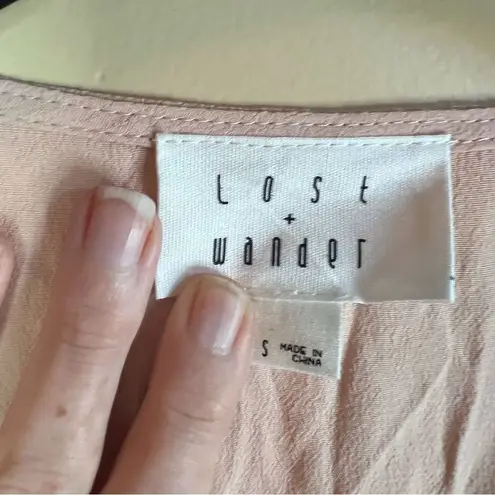 Lost
+
wander
S MADE IN
CHINA